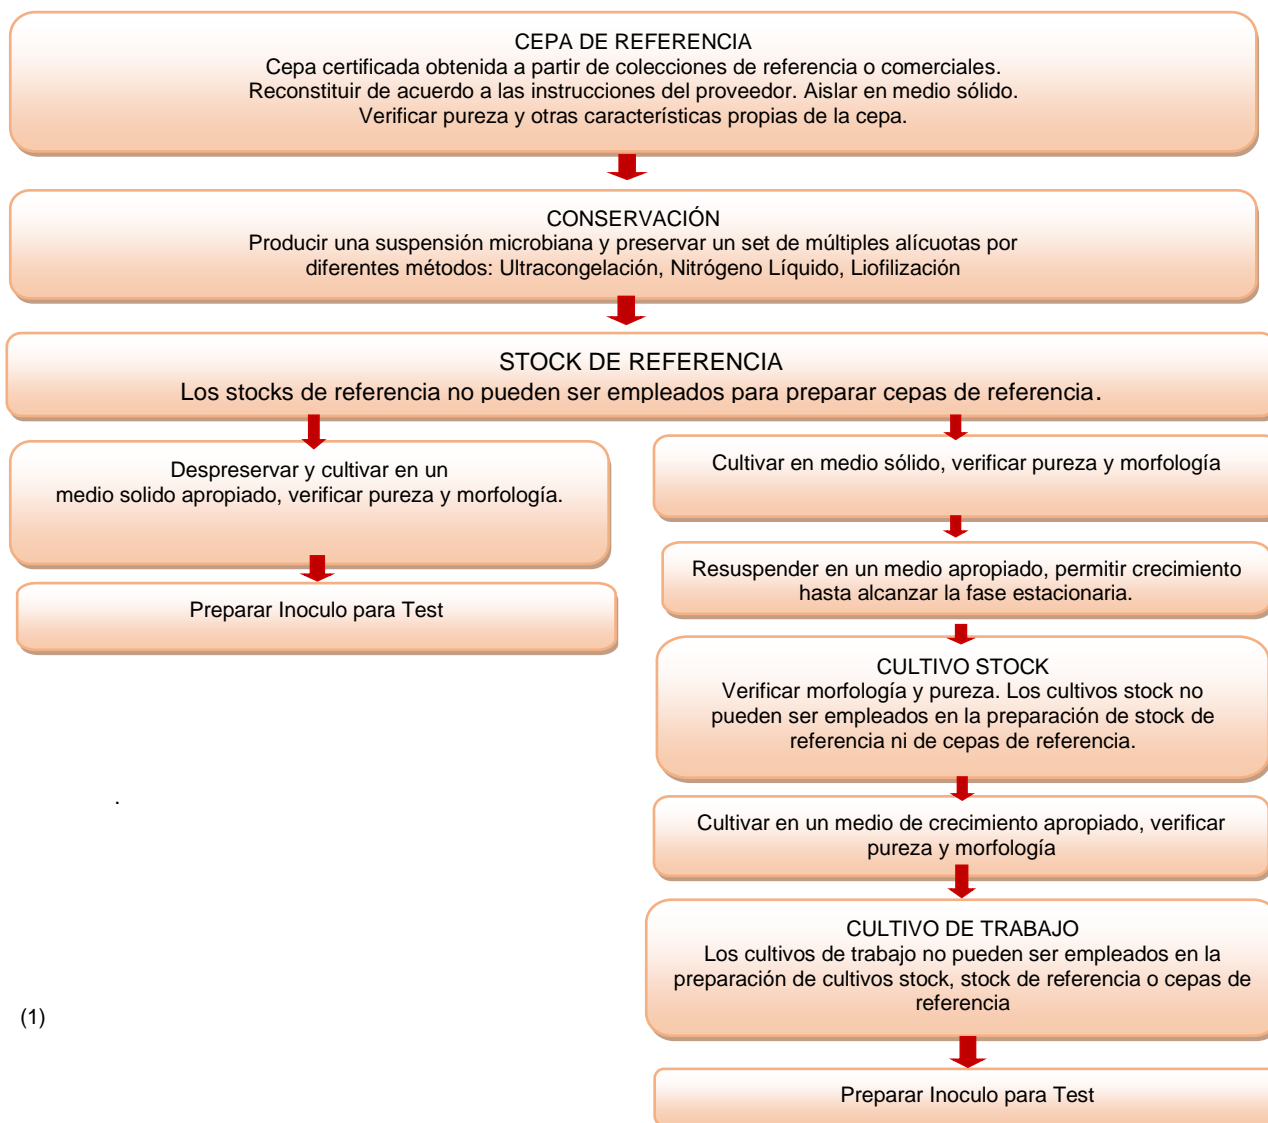 CEPA DE REFERENCIA
Cepa certificada obtenida a partir de colecciones de referencia o comerciales.
Reconstituir de acuerdo a las instrucciones del proveedor. Aislar en medio sólido.
Verificar pureza y otras características propias de la cepa.
CONSERVACIÓN
Producir una suspensión microbiana y preservar un set de múltiples alícuotas por
diferentes métodos: Ultracongelación, Nitrógeno Líquido, Liofilización
STOCK DE REFERENCIA
Los stocks de referencia no pueden ser empleados para preparar cepas de referencia.
Despreservar y cultivar en un
medio solido apropiado, verificar pureza y morfología.
Preparar Inoculo para Test
Cultivar en medio sólido, verificar pureza y morfología
Resuspender en un medio apropiado, permitir crecimiento
hasta alcanzar la fase estacionaria.
CULTIVO STOCK
Verificar morfología y pureza. Los cultivos stock no
pueden ser empleados en la preparación de stock de
referencia ni de cepas de referencia.
.
Cultivar en un medio de crecimiento apropiado, verificar
pureza y morfología
CULTIVO DE TRABAJO
Los cultivos de trabajo no pueden ser empleados en la
preparación de cultivos stock, stock de referencia o cepas de
referencia
(1)
Preparar Inoculo para Test